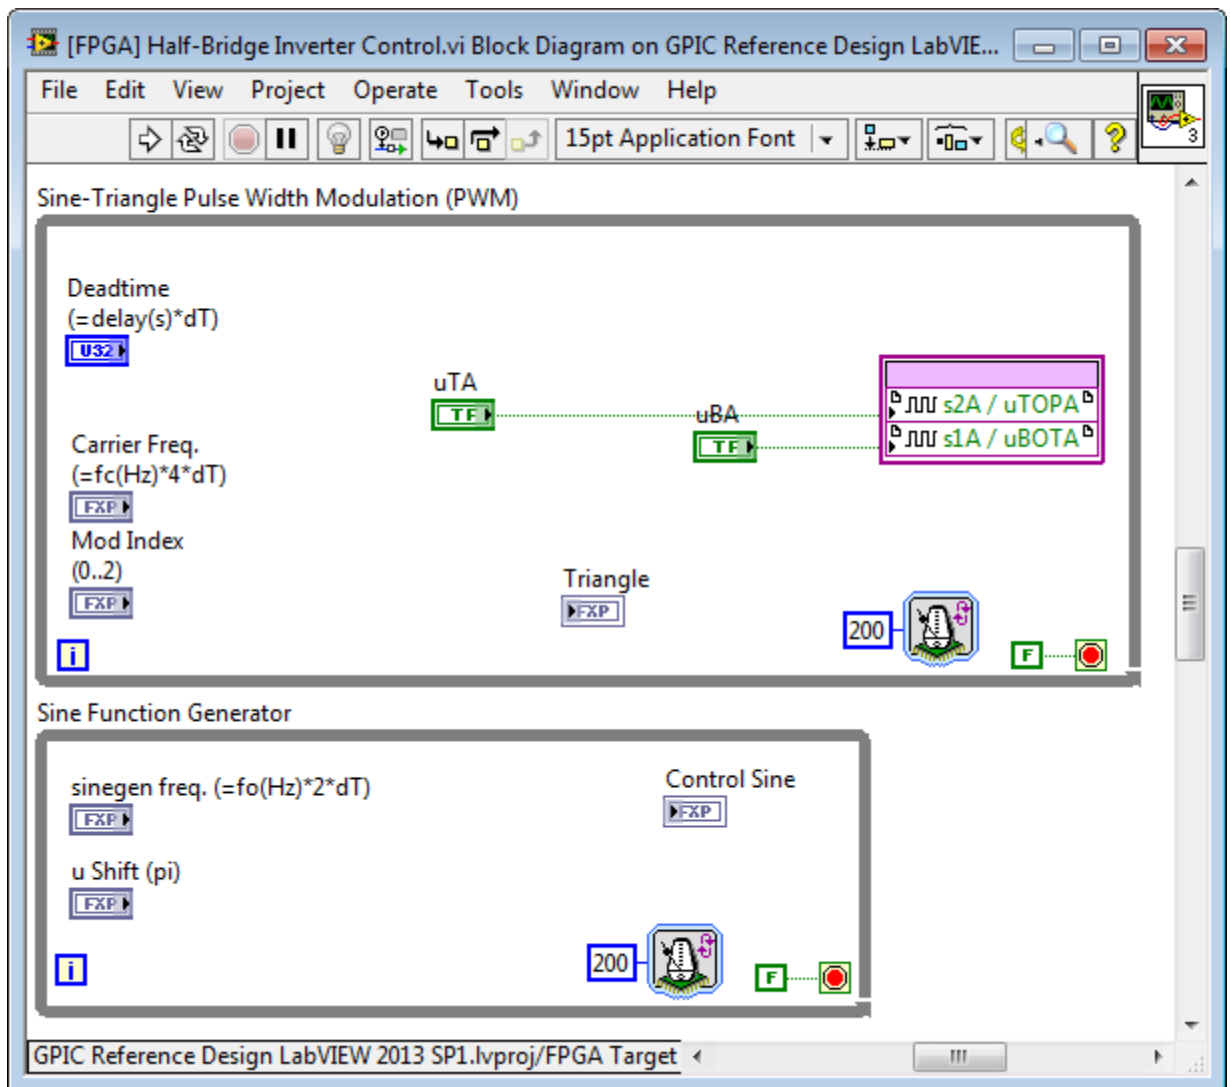 [FPGA] Half-Bridge Inverter Control.vi Block Diagram on GPIC Reference Design LabVIE...
File Edit View Project Operate Tools Window Help
15pt Application Font
3
Sine-Triangle Pulse Width Modulation (PWM)
Deadtime
(=delay(s)*dT)
U32
uTA
TF
uBA
TF
s2A / uTOPA
s1A / uBOTA
Carrier Freq.
(=fc(Hz)*4*dT)
FXP
Mod Index
(0..2)
FXP
Triangle
FXP
200
i
F
Sine Function Generator
sinegen freq. (=fo(Hz)*2*dT)
FXP
Control Sine
FXP
u Shift (pi)
FXP
200
i
F
GPIC Reference Design LabVIEW 2013 SP1.lvproj/FPGA Target